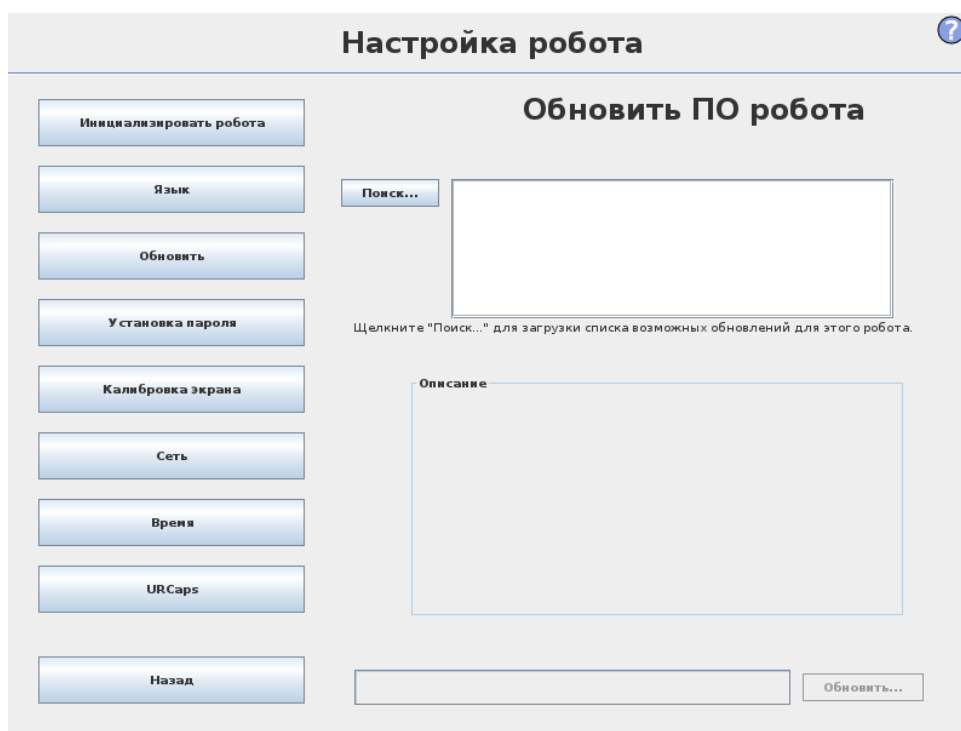 Настройка робота
?
Инициализировать робота
Язык
Обновить
Установка пароля
Калибровка экрана
Сеть
Время
URCaps
Назад
Обновить ПО робота
Поиск...
Щелкните "Поиск..." для загрузки списка возможных обновлений для этого робота.
Описание
Обновить...